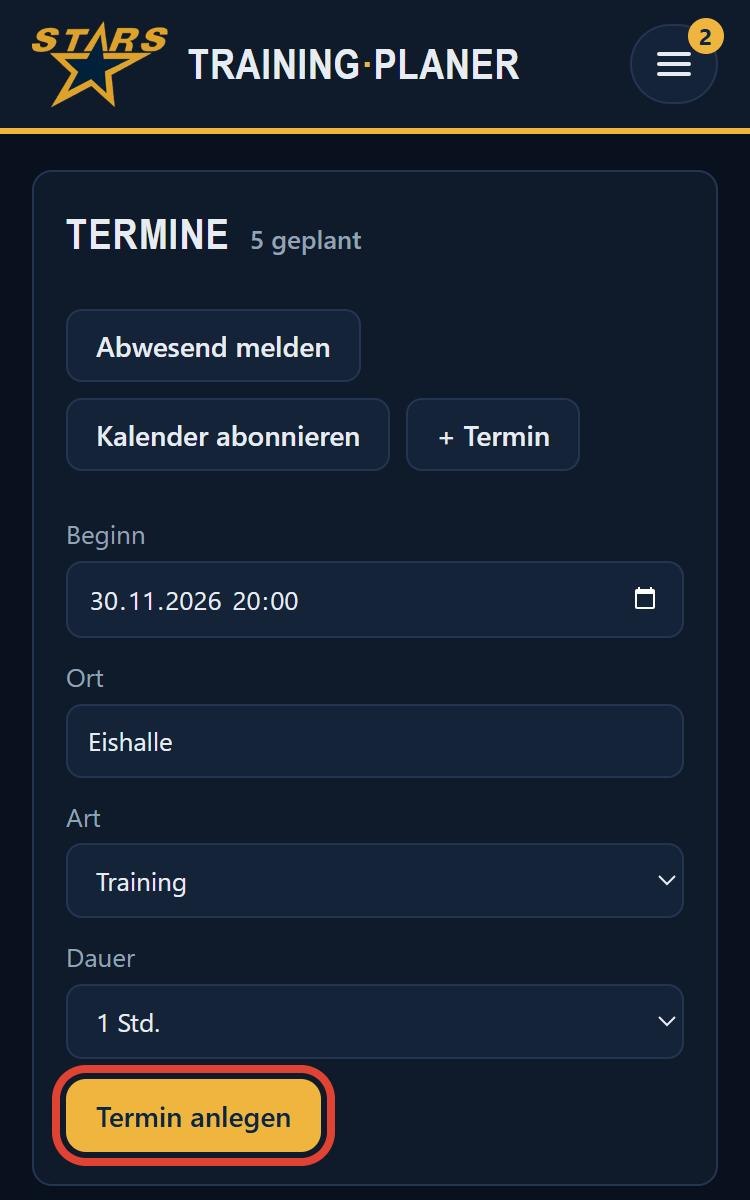 STARS
TRAINING·PLANER
2
TERMINE 5 geplant
Abwesend melden
Kalender abonnieren
+ Termin
Beginn
30.11.2026 20:00
Ort
Eishalle
Art
Training
Dauer
1 Std.
Termin anlegen